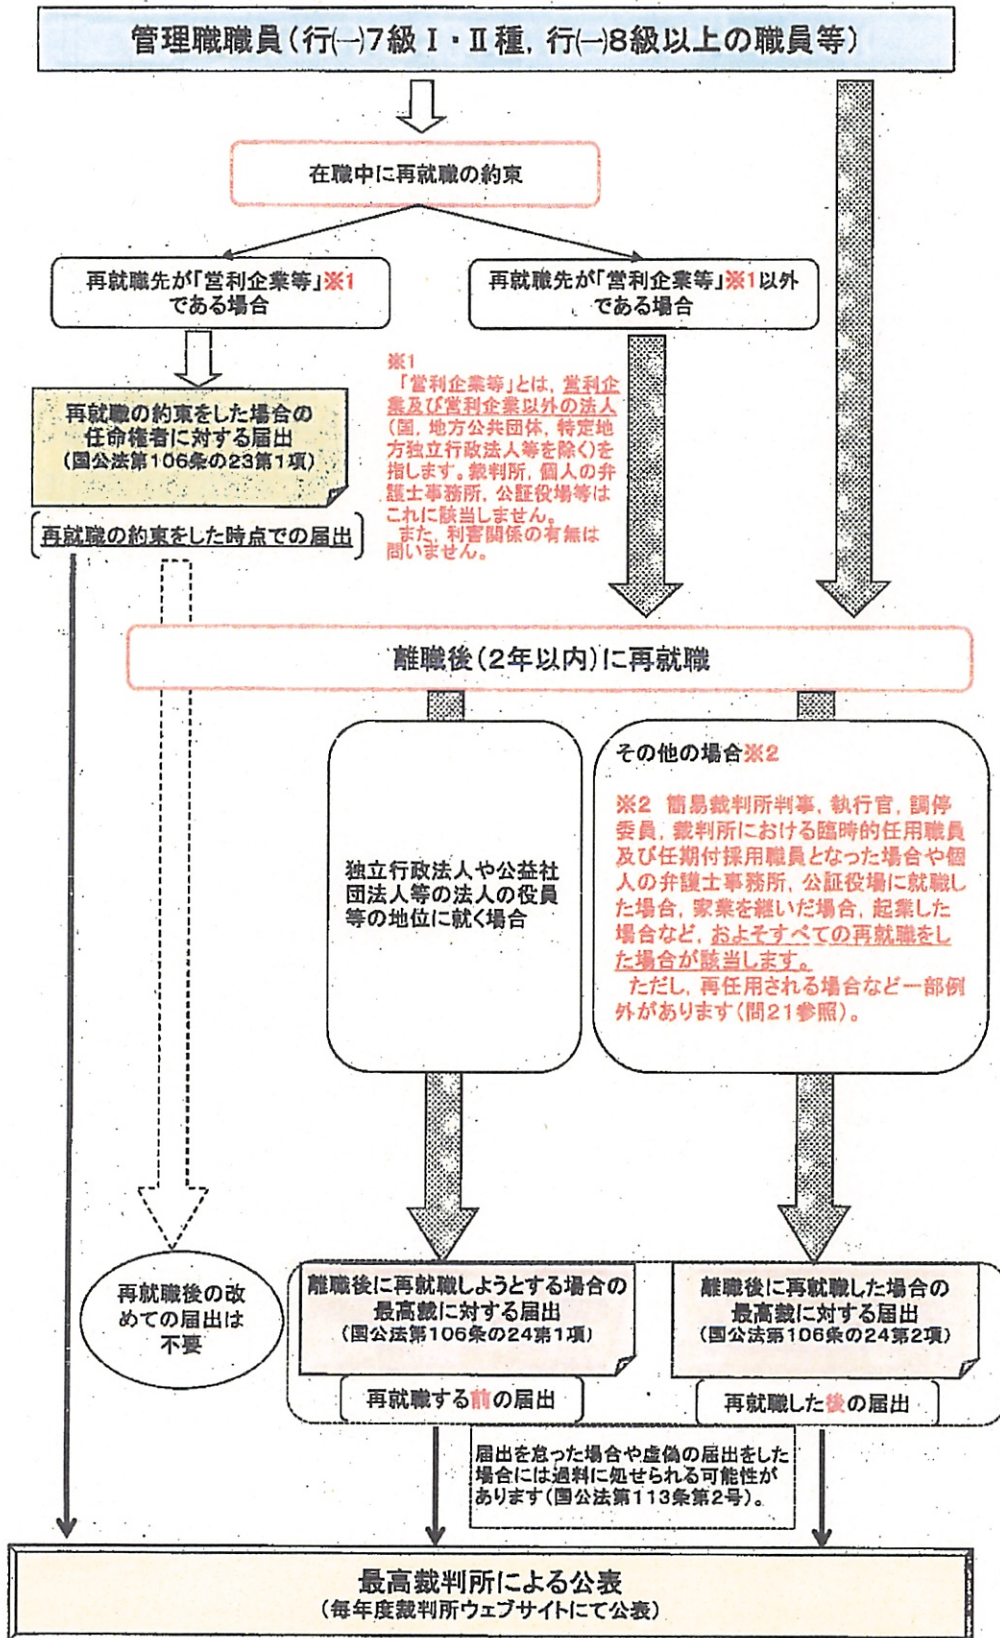 管理職職員(行㈠7級Ⅰ・Ⅱ種,行㈠8級以上の職員等)
在職中に再就職の約束
再就職先が「営利企業等」※1
である場合
再就職先が「営利企業等」※1以外
である場合
再就職の約束をした場合の
任命権者に対する届出
(国公法第106条の23第1項)
再就職の約束をした時点での届出
※1
「営利企業等」とは,営利企
業及び営利企業以外の法人
(国,地方公共団体,特定地
方独立行政法人等を除く)を
指します。裁判所,個人の弁
護士事務所,公証役場等は
これに該当しません。
また,利害関係の有無は
問いません。
離職後(2年以内)に再就職
独立行政法人や公益社
団法人等の法人の役員
等の地位に就く場合
その他の場合※2
※2 簡易裁判所判事,執行官,調停
委員,裁判所における臨時的任用職員
及び任期付採用職員となった場合や個
人の弁護士事務所,公証役場に就職し
た場合,家業を継いだ場合,起業した
場合など,およそすべての再就職をし
た場合が該当します。
ただし,再任用される場合など一部例
外があります(問21参照)。
再就職後の改
めての届出は
不要
離職後に再就職しようとする場合の
最高裁に対する届出
(国公法第106条の24第1項)
再就職する前の届出
離職後に再就職した場合の
最高裁に対する届出
(国公法第106条の24第2項)
再就職した後の届出
届出を怠った場合や虚偽の届出をした
場合には過料に処せられる可能性が
あります(国公法第113条第2号)。
最高裁判所による公表
(毎年度裁判所ウェブサイトにて公表)